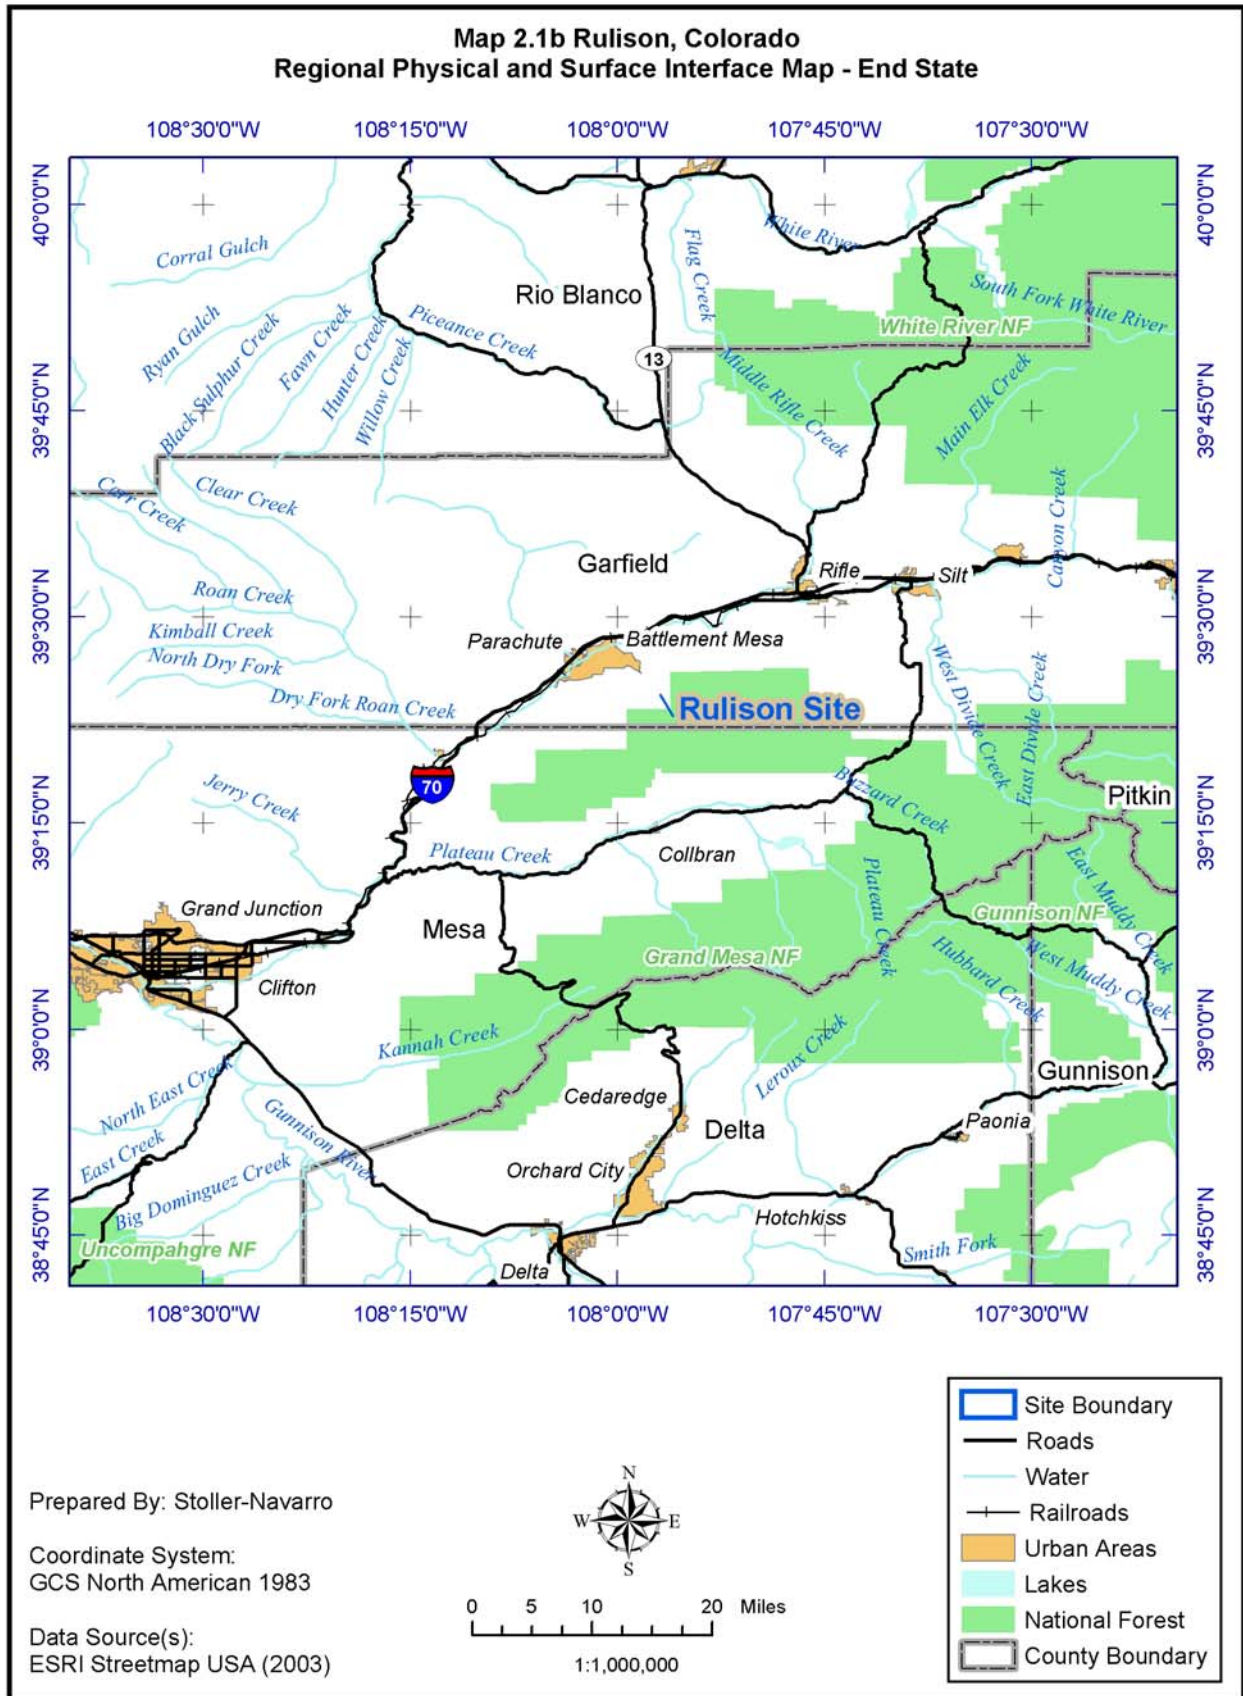 Map 2.1b Rulison, Colorado
Regional Physical and Surface Interface Map - End State
108°30'0"W 108°15'0"W 108°0'0"W 107°45'0"W 107°30'0"W
40°0'0"N
40°0'0"N
White River
Flag Creek
Corral Gulch
Rio Blanco
South Fork White River
Ryan Gulch
Black Sulphur Creek
Fawn Creek
Hunter Creek
Willow Creek
Piceance Creek
White River NF
13
Middle Rifle Creek
Main Elk Creek
39°45'0"N
39°45'0"N
Carr Creek
Clear Creek
Canyon Creek
Garfield
Rifle
Silt
Roan Creek
39°30'0"N
39°30'0"N
Kimball Creek
Parachute
Battlement Mesa
North Dry Fork
West Divide Creek
East Divide Creek
Dry Fork Roan Creek
Rulison Site
70
Jerry Creek
Buzzard Creek
Pitkin
39°15'0"N
39°15'0"N
Plateau Creek
Collbran
Plateau Creek
East Muddy Creek
Grand Junction
Mesa
Gunnison NF
Grand Mesa NF
Hubbard Creek
West Muddy Creek
Clifton
39°0'0"N
39°0'0"N
Kannah Creek
Leroux Creek
Gunnison
North East Creek
Cedaredge
Gunnison River
Delta
Paonia
East Creek
Orchard City
Big Dominguez Creek
Hotchkiss
38°45'0"N
38°45'0"N
Uncompahgre NF
Smith Fork
Delta
108°30'0"W 108°15'0"W 108°0'0"W 107°45'0"W 107°30'0"W
Site Boundary
Roads
Water
Railroads
Urban Areas
Lakes
National Forest
County Boundary
Prepared By: Stoller-Navarro
Coordinate System:
GCS North American 1983
Data Source(s):
ESRI Streetmap USA (2003)
N
W E
S
0 5 10 20 Miles
1:1,000,000